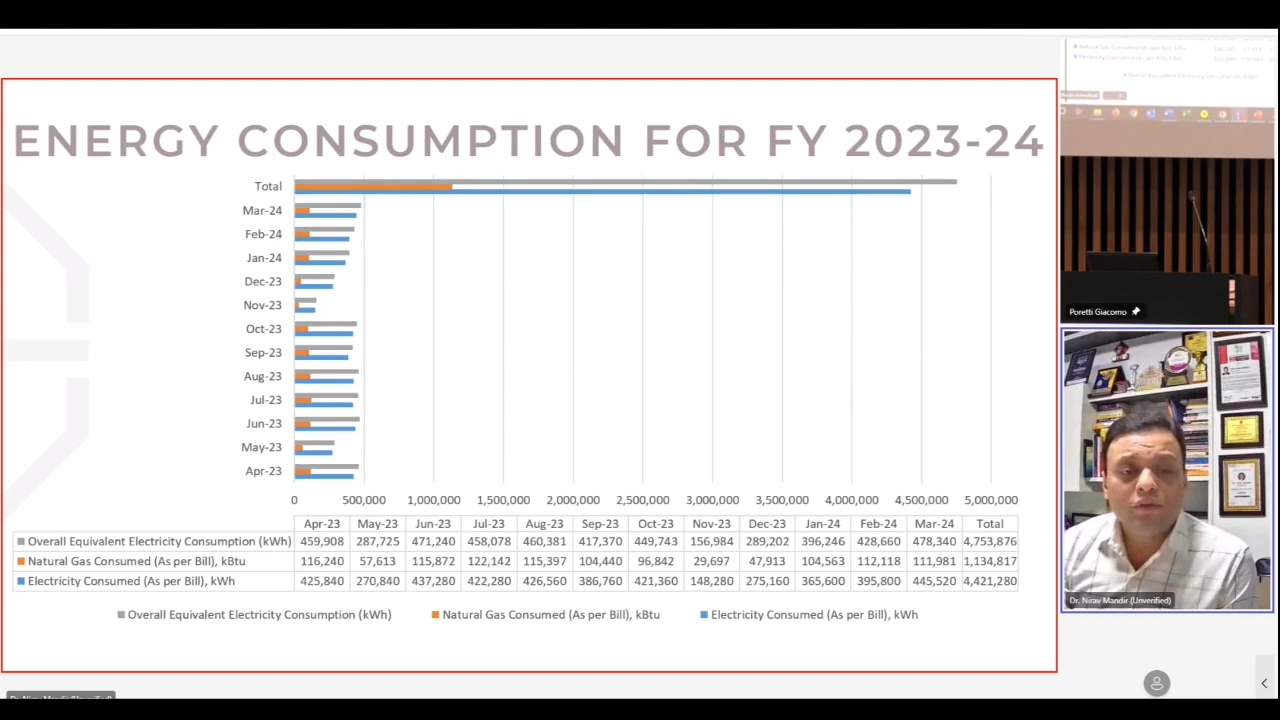 ENERGY CONSUMPTION FOR FY 2023-24
Total
Mar-24
Feb-24
Jan-24
Dec-23
Nov-23
Oct-23
Sep-23
Aug-23
Jul-23
Jun-23
May-23
Apr-23
0 500,000 1,000,000 1,500,000 2,000,000 2,500,000 3,000,000 3,500,000 4,000,000 4,500,000 5,000,000
Apr-23 May-23 Jun-23 Jul-23 Aug-23 Sep-23 Oct-23 Nov-23 Dec-23 Jan-24 Feb-24 Mar-24 Total
Overall Equivalent Electricity Consumption (kWh) 459,908 287,725 471,240 458,078 460,381 417,370 449,743 156,984 289,202 396,246 428,660 478,340 4,753,876
Natural Gas Consumed (As per Bill), kBtu 116,240 57,613 115,872 122,142 115,397 104,440 96,842 29,697 47,913 104,563 112,118 111,981 1,134,817
Electricity Consumed (As per Bill), kWh 425,840 270,840 437,280 422,280 426,560 386,760 421,360 148,280 275,160 365,600 395,800 445,520 4,421,280
Overall Equivalent Electricity Consumption (kWh) Natural Gas Consumed (As per Bill), kBtu Electricity Consumed (As per Bill), kWh
Poretti Giacomo
Dr. Nirav Mandir (Unverified)
Dr. Nirav Mandir (Unverified)